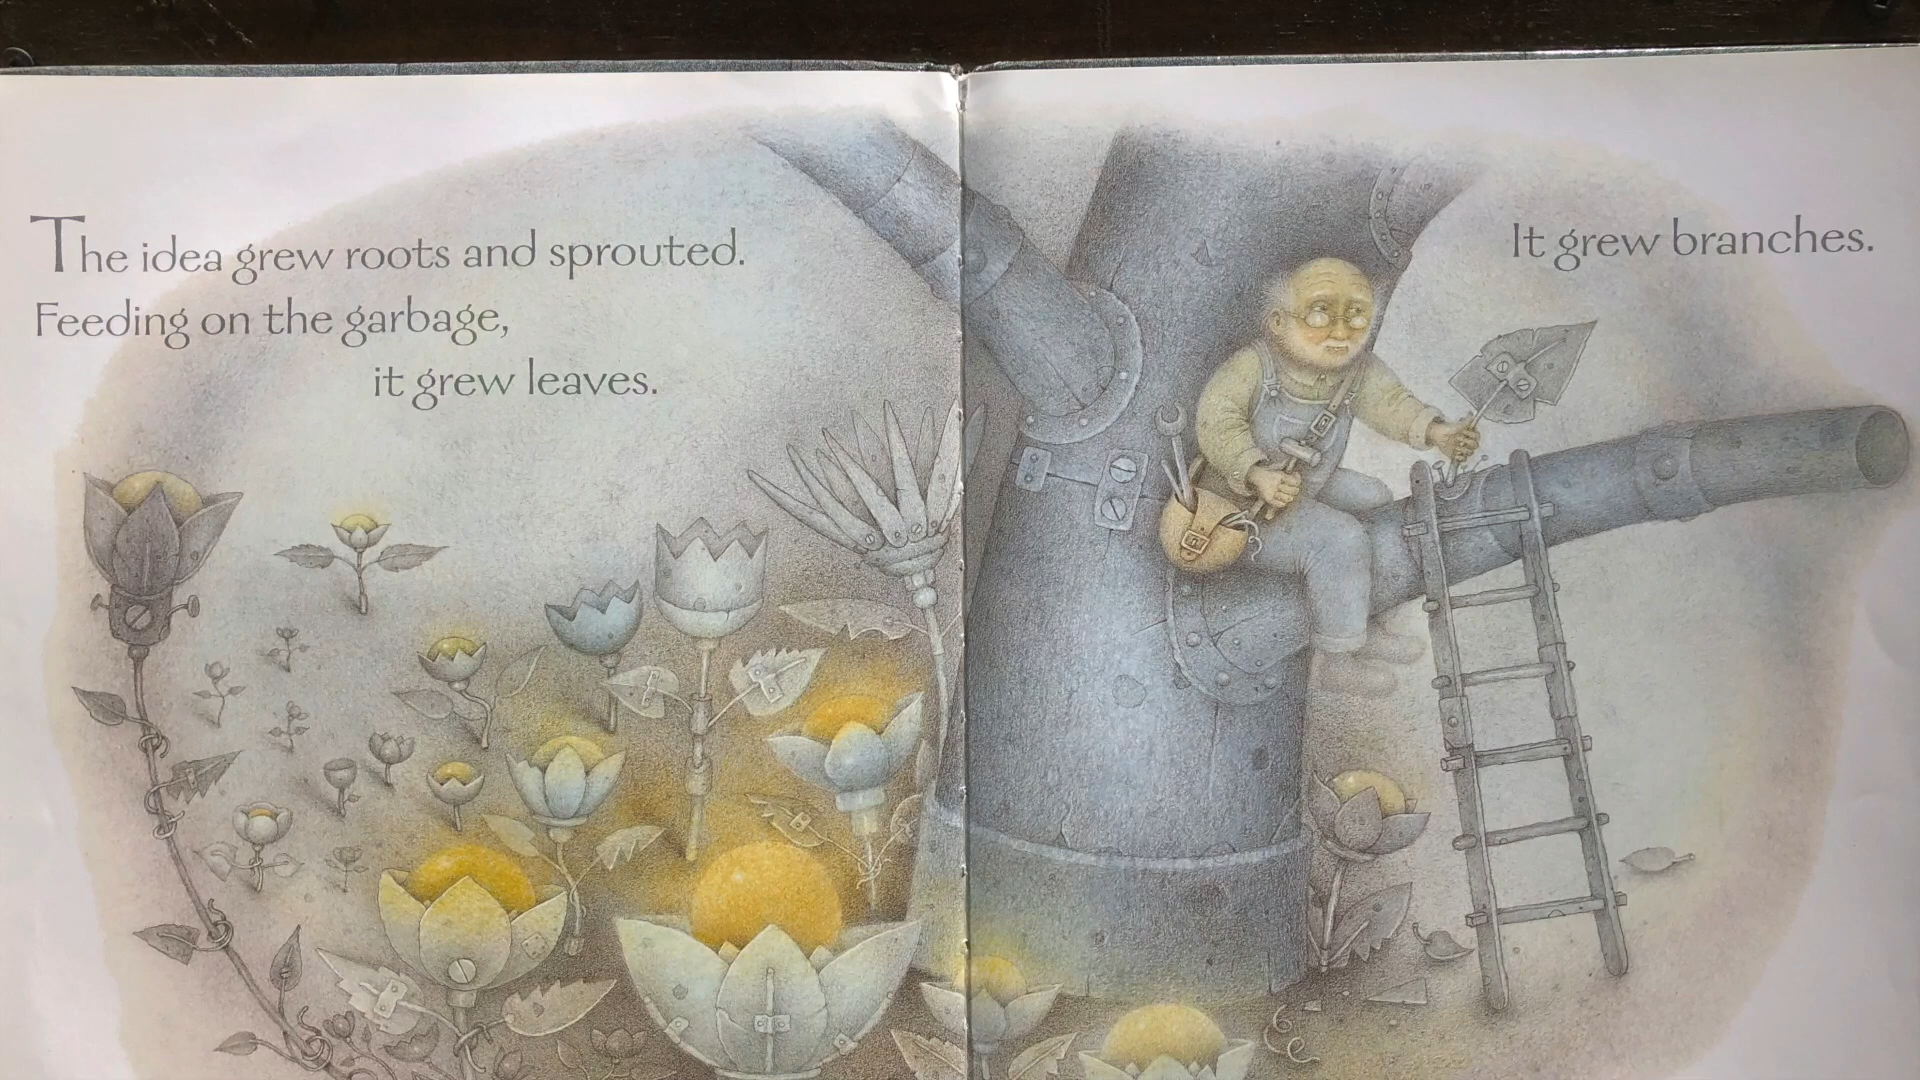 The idea grew roots and sprouted.
Feeding on the garbage,
it grew leaves.
It grew branches.